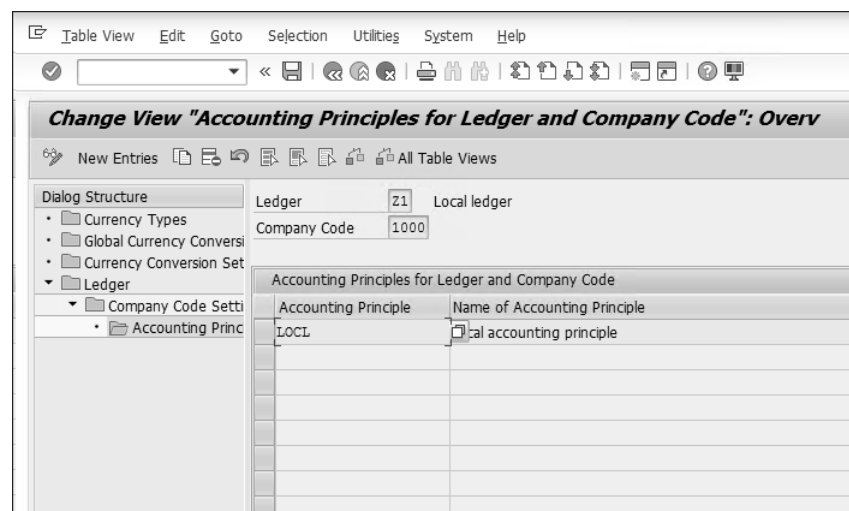 Table View Edit Goto Selection Utilities System Help
Change View "Accounting Principles for Ledger and Company Code": Overv
New Entries All Table Views
Dialog Structure
Currency Types
Global Currency Conversi
Currency Conversion Set
Ledger
Company Code Setti
Accounting Princ
Ledger Z1 Local ledger
Company Code 1000
Accounting Principles for Ledger and Company Code
Accounting Principle Name of Accounting Principle
LOCL cal accounting principle